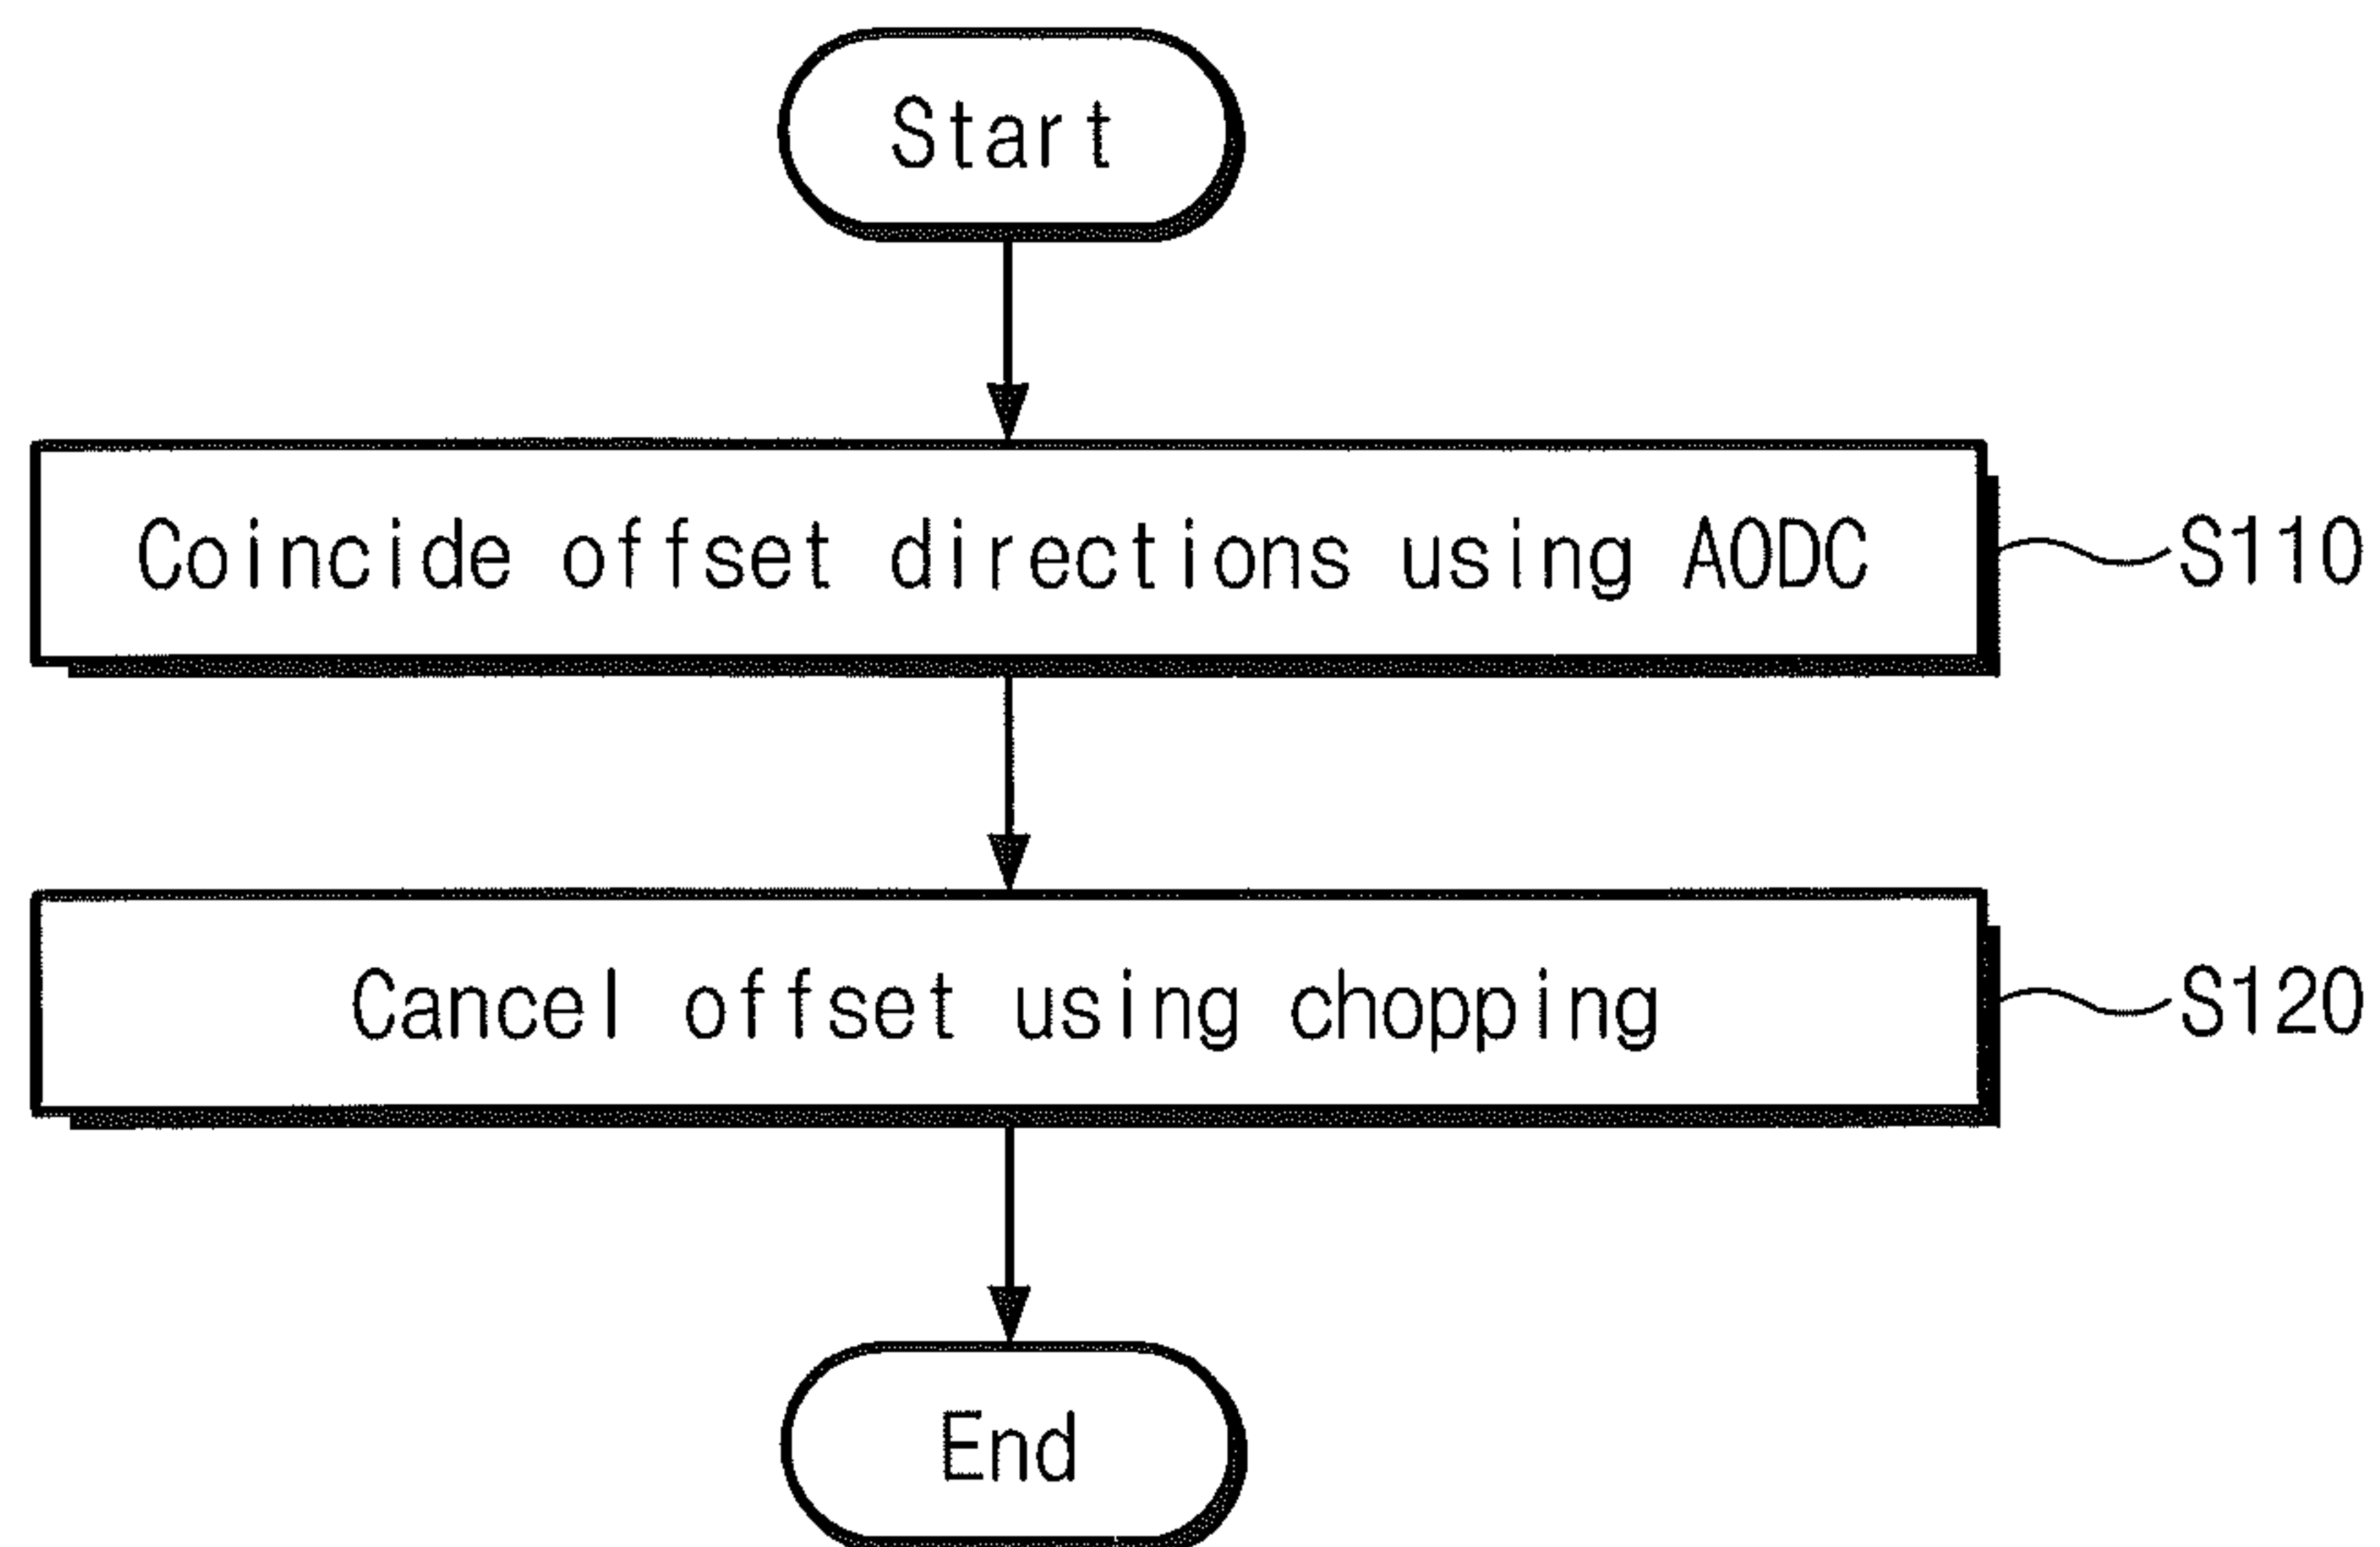 Start
Coincide offset directions using AODC
S110
Cancel offset using chopping
S120
End